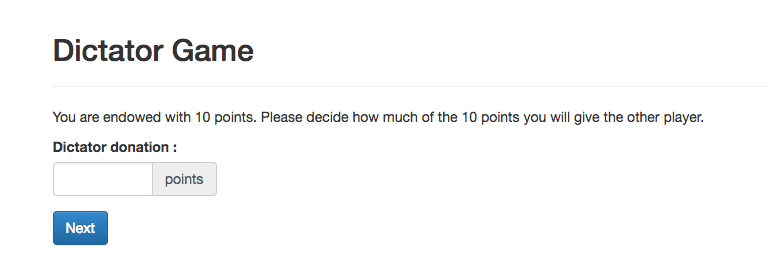 Dictator Game
You are endowed with 10 points. Please decide how much of the 10 points you will give the other player.
Dictator donation :
points
Next